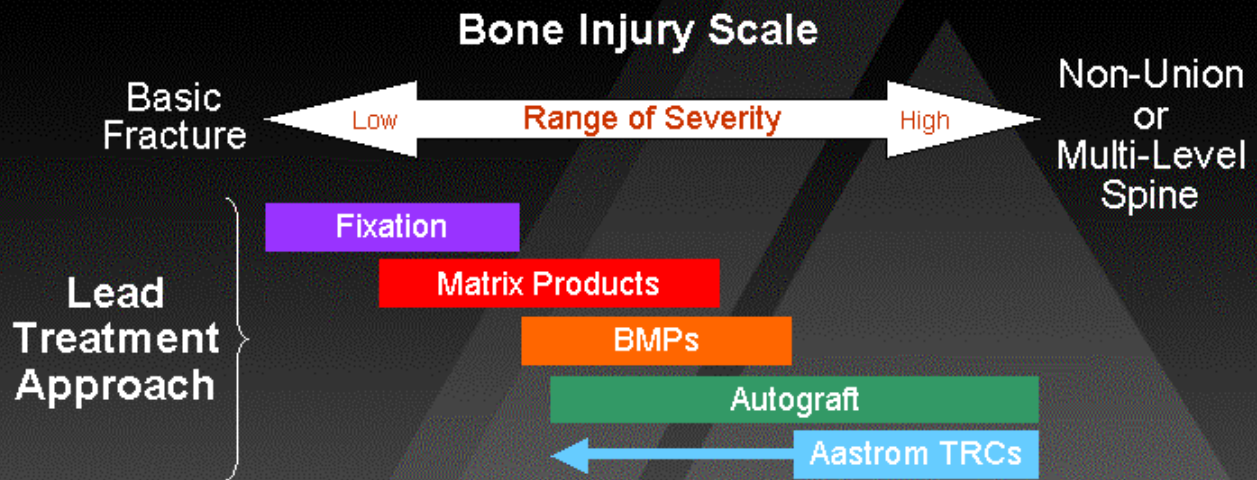 Bone Injury Scale
Basic
Fracture
Low
Range of Severity
High
Non-Union
or
Multi-Level
Spine
Lead
Treatment
Approach
Fixation
Matrix Products
BMPs
Autograft
Aastrom TRCs